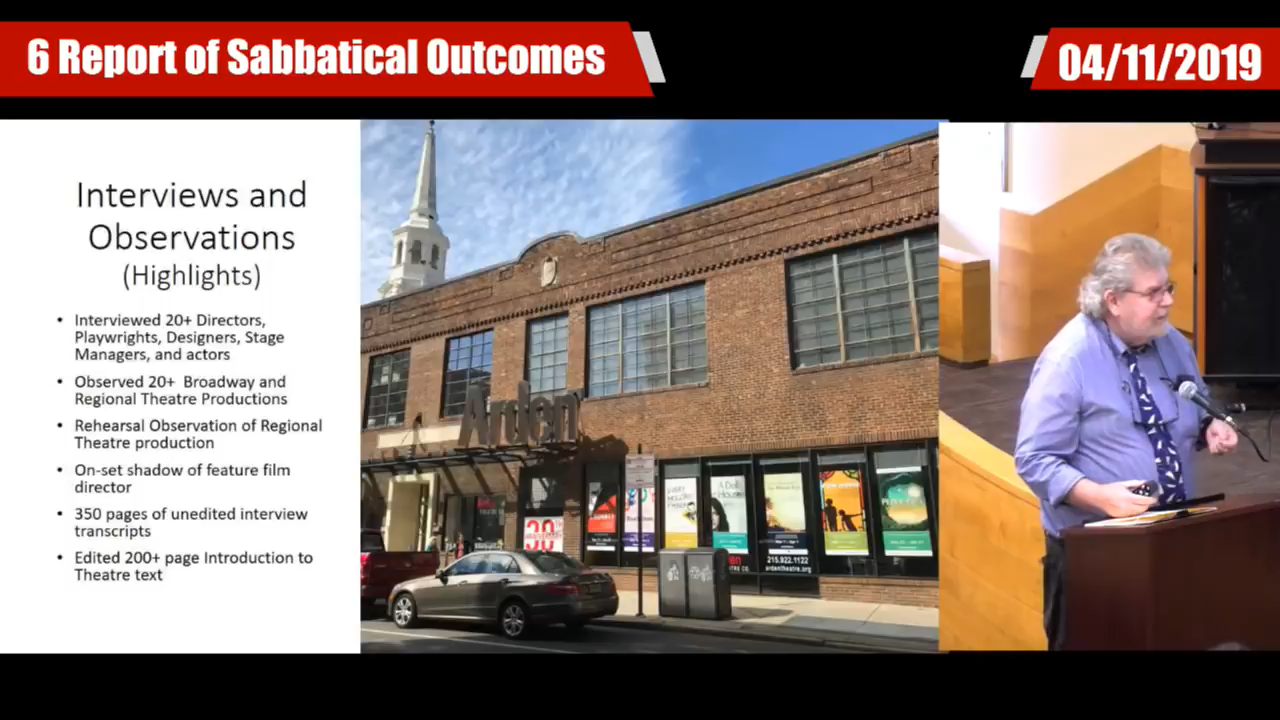 6 Report of Sabbatical Outcomes
04/11/2019
Interviews and
Observations
(Highlights)
• Interviewed 20+ Directors,
Playwrights, Designers, Stage
Managers, and actors
• Observed 20+ Broadway and
Regional Theatre Productions
• Rehearsal Observation of Regional
Theatre production
• On-set shadow of feature film
director
• 350 pages of unedited interview
transcripts
• Edited 200+ page Introduction to
Theatre text
Arden
30
A Doll's
House
215.922.1122
ardentheatre.org